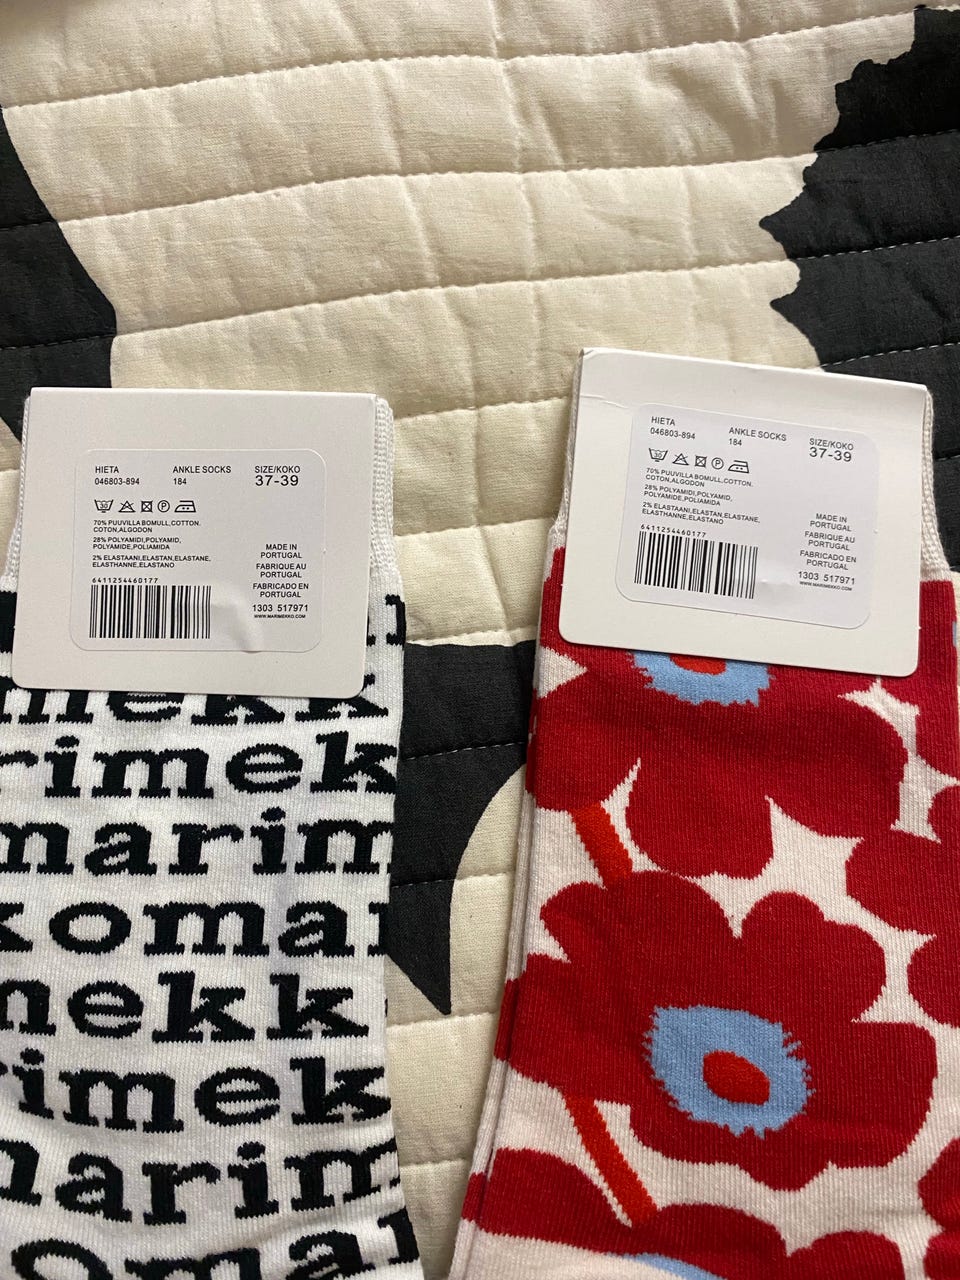 HIETA
046803-894
ANKLE SOCKS
184
SIZE/KOKO
37-39
70% PUUVILLA BOMULL,COTTON.
COTON,ALGODON
28% POLYAMIDI,POLYAMID,
POLYAMIDE,POLIAMIDA
2% ELASTAANI,ELASTAN,ELASTANE,
ELASTHANNE,ELASTANO
6411254460177
MADE IN
PORTUGAL
FABRIQUE AU
PORTUGAL
FABRICADO EN
PORTUGAL
1303 517971
WWW.MARIMEKKO.COM
mekk
rimek
marim
koma
mekk
rimek
marim
oma
HIETA
046803-894
ANKLE SOCKS
184
SIZE/KOKO
37-39
70% PUUVILLA BOMULL,COTTON.
COTON,ALGODON
28% POLYAMIDI,POLYAMID,
POLYAMIDE,POLIAMIDA
2% ELASTAANI,ELASTAN,ELASTANE,
ELASTHANNE,ELASTANO
6411254460177
MADE IN
PORTUGAL
FABRIQUE AU
PORTUGAL
FABRICADO EN
PORTUGAL
1303 517971
WWW.MARIMEKKO.COM